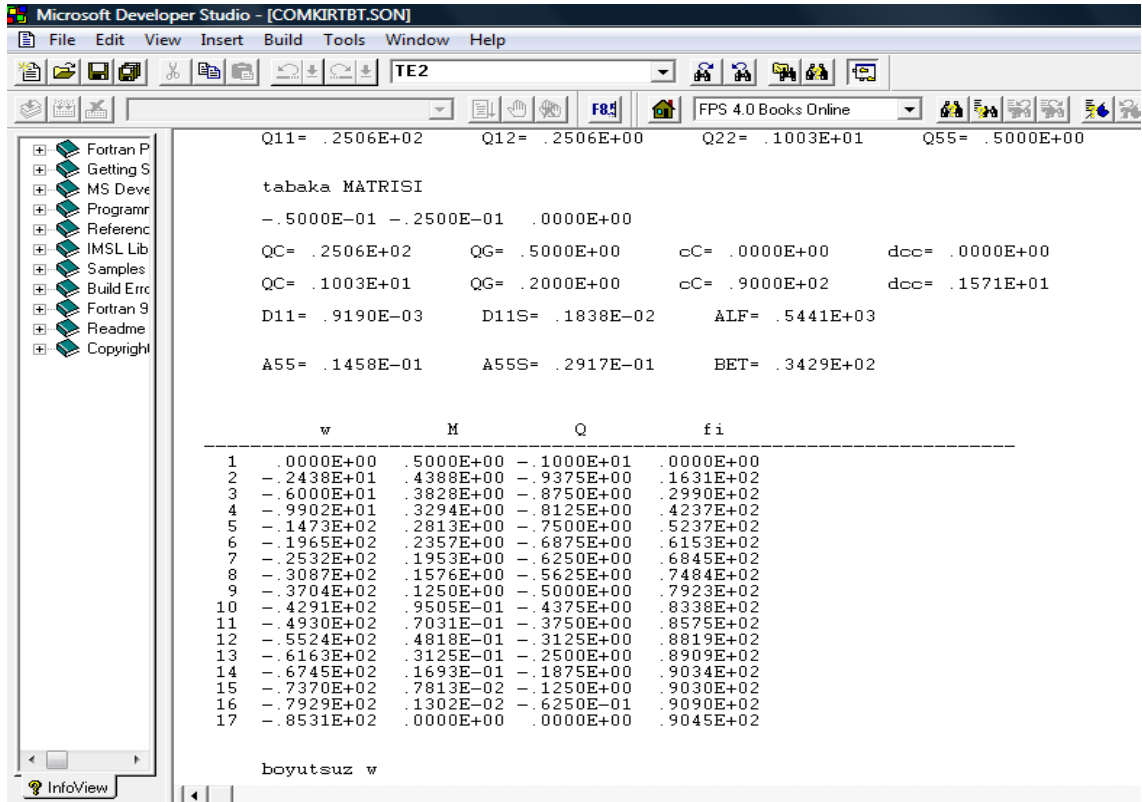 Microsoft Developer Studio - [COMKIRTBT.SON]
File Edit View Insert Build Tools Window Help
TE2
F8.! FPS 4.0 Books Online
Fortran P
Getting S
MS Deve
Programr
Referenc
IMSL Lib
Samples
Build Erro
Fortran 9
Readme
Copyright
InfoView
Q11= .2506E+02 Q12= .2506E+00 Q22= .1003E+01 Q55= .5000E+00
tabaka MATRISI
-.5000E-01 -.2500E-01 .0000E+00
QC= .2506E+02 QG= .5000E+00 cC= .0000E+00 dcc= .0000E+00
QC= .1003E+01 QG= .2000E+00 cC= .9000E+02 dcc= .1571E+01
D11= .9190E-03 D11S= .1838E-02 ALF= .5441E+03
A55= .1458E-01 A55S= .2917E-01 BET= .3429E+02
w M Q fi
1 .0000E+00 .5000E+00 -.1000E+01 .0000E+00
2 -.2438E+01 .4388E+00 -.9375E+00 .1631E+02
3 -.6000E+01 .3828E+00 -.8750E+00 .2990E+02
4 -.9902E+01 .3294E+00 -.8125E+00 .4237E+02
5 -.1473E+02 .2813E+00 -.7500E+00 .5237E+02
6 -.1965E+02 .2357E+00 -.6875E+00 .6153E+02
7 -.2532E+02 .1953E+00 -.6250E+00 .6845E+02
8 -.3087E+02 .1576E+00 -.5625E+00 .7484E+02
9 -.3704E+02 .1250E+00 -.5000E+00 .7923E+02
10 -.4291E+02 .9505E-01 -.4375E+00 .8338E+02
11 -.4930E+02 .7031E-01 -.3750E+00 .8575E+02
12 -.5524E+02 .4818E-01 -.3125E+00 .8819E+02
13 -.6163E+02 .3125E-01 -.2500E+00 .8909E+02
14 -.6745E+02 .1693E-01 -.1875E+00 .9034E+02
15 -.7370E+02 .7813E-02 -.1250E+00 .9030E+02
16 -.7929E+02 .1302E-02 -.6250E-01 .9090E+02
17 -.8531E+02 .0000E+00 .0000E+00 .9045E+02
boyutsuz w